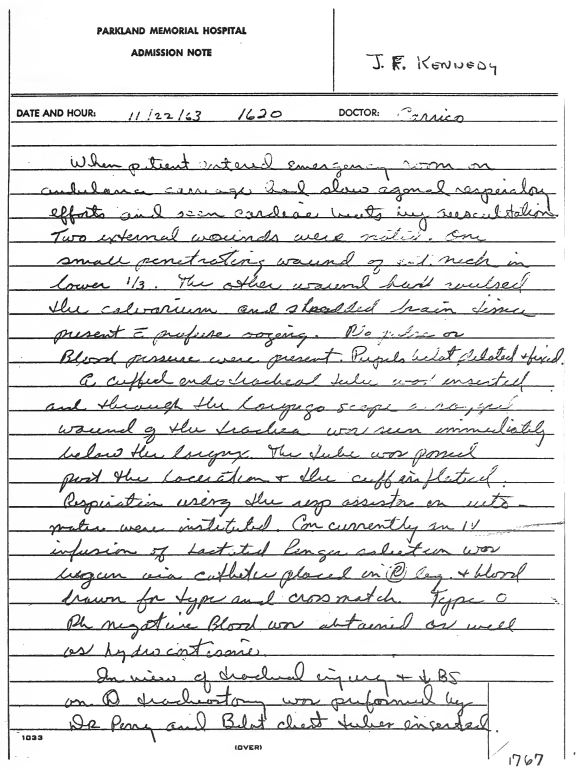 PARKLAND MEMORIAL HOSPITAL
ADMISSION NOTE
J. F. KENNEDY
DATE AND HOUR: 11/22/63 1620 DOCTOR: Carrico
When patient entered emergency room on
ambulance carriage had slow agonal respiratory
efforts and scan cardiac beats by auscultation.
Two external wounds were noted. One
small penetrating wound of ant. neck in
lower 1/3. The other wound had
the calvarium and shredded brain tissue
present c̄ profuse oozing. No pulse or
Blood pressure were present. Pupils bilat dilated + fixed.
A cuffed endotracheal tube was inserted
and through the laryngo scope a ragged
wound of the trachea was seen immediately
below the larynx. The tube was passed
past the laceration + the cuff inflated.
Respiration using the resp assistor on auto-
matic were instituted. Concurrently an IV
infusion of lactated Ringer solution was
begun via catheter placed in Ⓡ leg. + blood
drawn for type and crossmatch. Type O
Rh negative Blood was obtained as well
as hydrocortisone.
In view of tracheal injury + ↓ BS
on Ⓡ tracheostomy was preformed by
Dr Perry and Bilat chest tubes inserted.
1033
(OVER)
1767